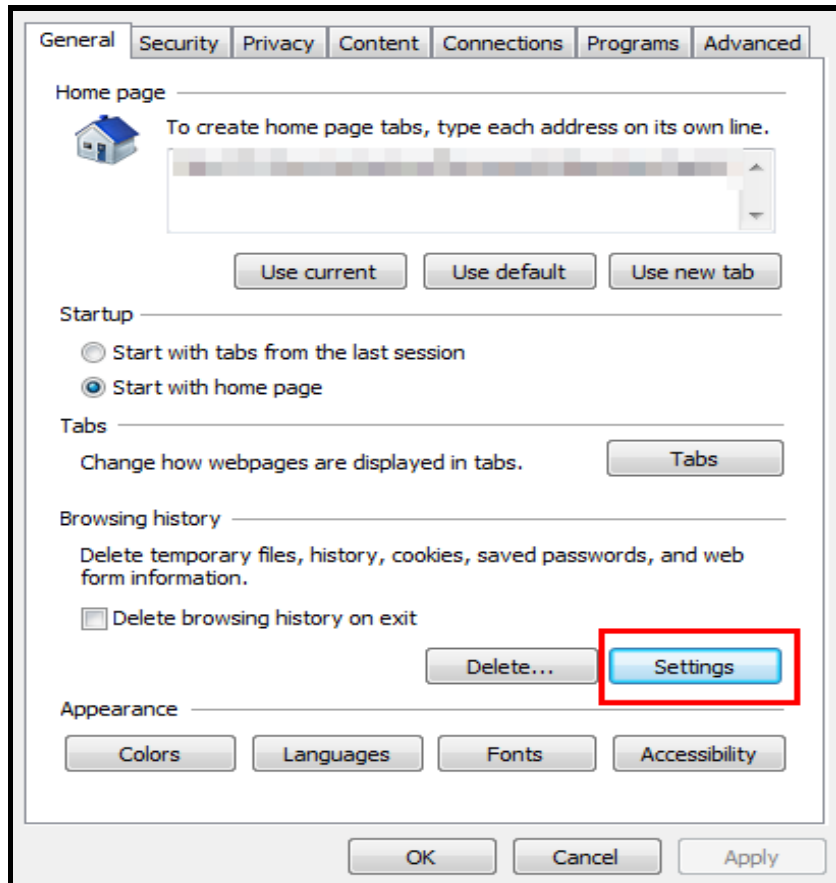 General Security Privacy Content Connections Programs Advanced
Home page
To create home page tabs, type each address on its own line.
Use current Use default Use new tab
Startup
Start with tabs from the last session
Start with home page
Tabs
Change how webpages are displayed in tabs. Tabs
Browsing history
Delete temporary files, history, cookies, saved passwords, and web
form information.
Delete browsing history on exit
Delete... Settings
Appearance
Colors Languages Fonts Accessibility
OK Cancel Apply